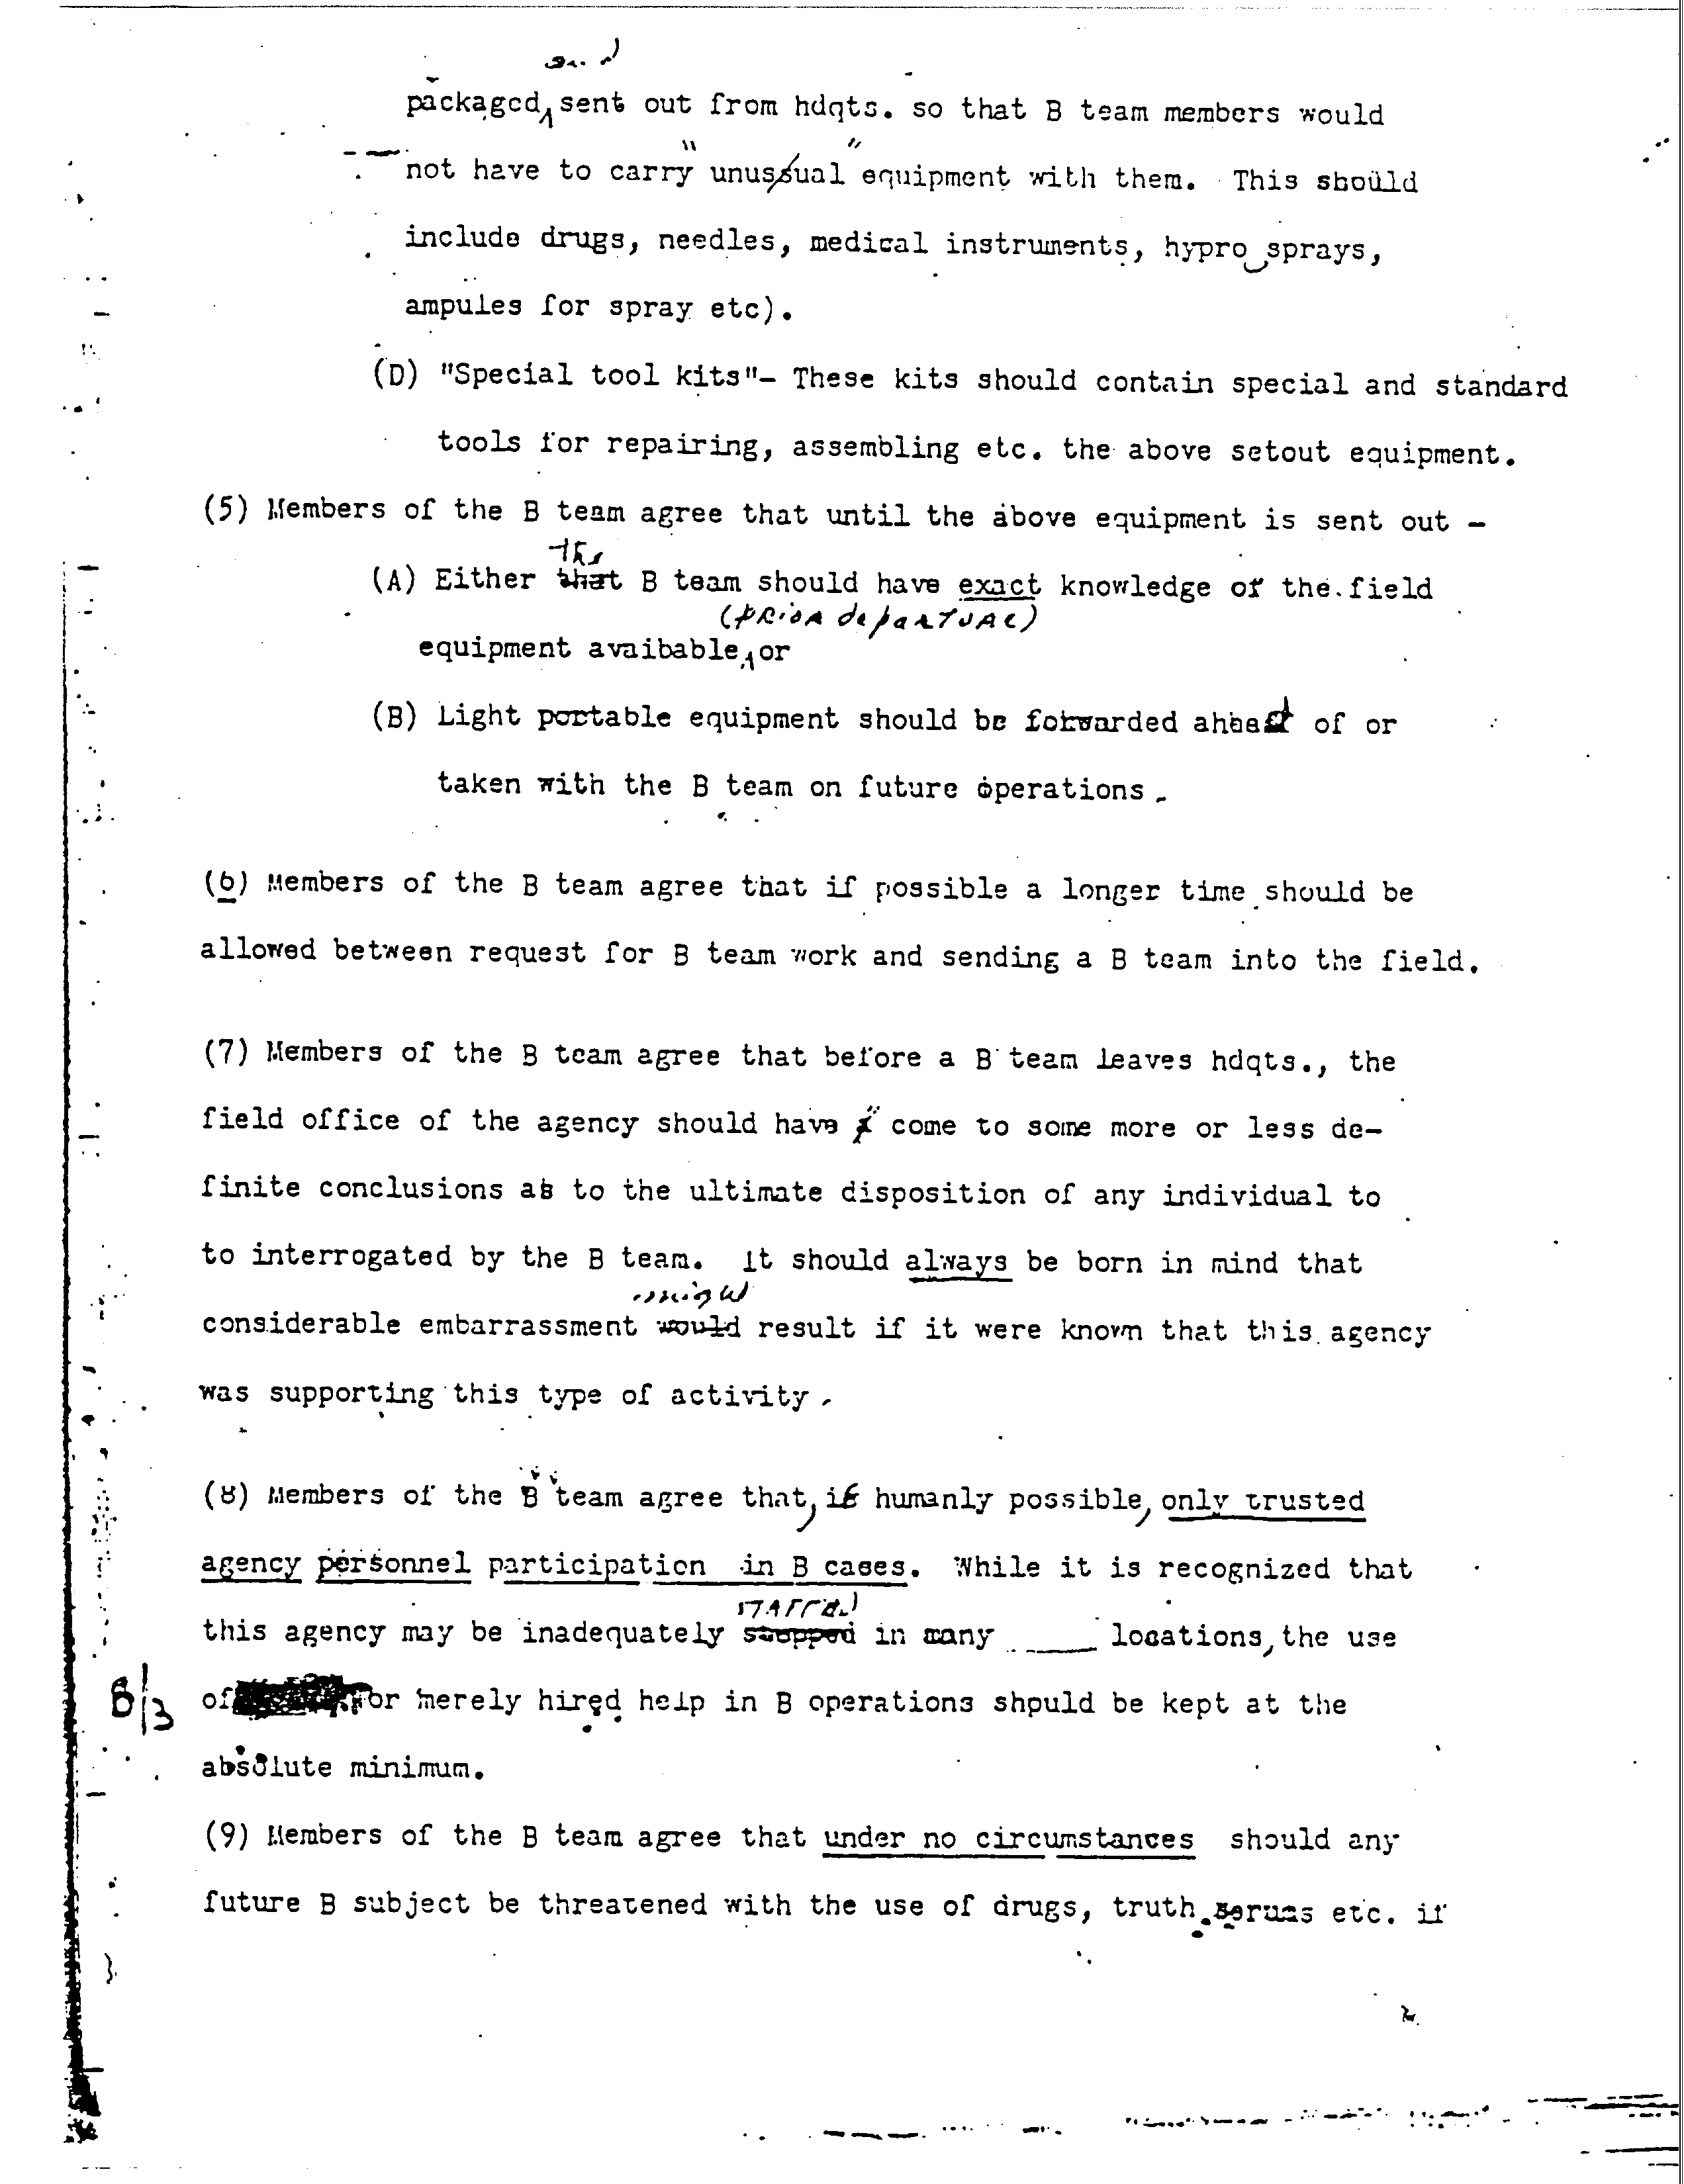 and
packaged sent out from hdqts. so that B team members would
not have to carry "unusual" equipment with them. This should
include drugs, needles, medical instruments, hypro sprays,
ampules for spray etc).
(D) "Special tool kits"- These kits should contain special and standard
tools for repairing, assembling etc. the above setout equipment.
(5) Members of the B team agree that until the above equipment is sent out -
the
(A) Either that B team should have exact knowledge of the field
(prior departure)
equipment avaibable, or
(B) Light portable equipment should be forwarded ahead of or
taken with the B team on future operations.
(6) Members of the B team agree that if possible a longer time should be
allowed between request for B team work and sending a B team into the field.
(7) Members of the B team agree that before a B team leaves hdqts., the
field office of the agency should have come to some more or less de-
finite conclusions as to the ultimate disposition of any individual to
to interrogated by the B team. It should always be born in mind that
might
considerable embarrassment would result if it were known that this agency
was supporting this type of activity.
(8) Members of the B team agree that, if humanly possible, only trusted
agency personnel participation in B cases. While it is recognized that
staffed
this agency may be inadequately stopped in many ____ locations, the use
of or merely hired help in B operations should be kept at the
B/3
absolute minimum.
(9) Members of the B team agree that under no circumstances should any
future B subject be threatened with the use of drugs, truth serums etc. if
2.